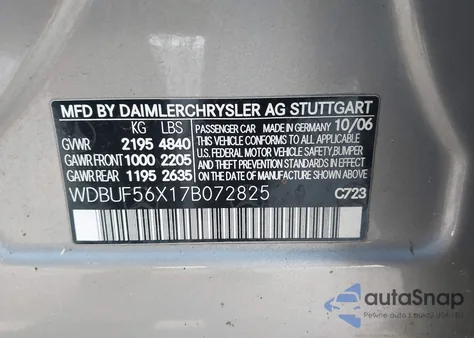 MFD BY DAIMLERCHRYSLER AG STUTTGART
KG LBS
GVWR 2195 4840
GAWR FRONT 1000 2205
GAWR REAR 1195 2635
PASSENGER CAR MADE IN GERMANY 10/06
THIS VEHICLE CONFORMS TO ALL APPLICABLE
U.S. FEDERAL MOTOR VEHICLE SAFETY/BUMPER
AND THEFT PREVENTION STANDARDS IN EFFECT
ON THE DATE OF MANUFACTURE SHOWN ABOVE.
WDBUF56X17B072825 C723
autoSnap